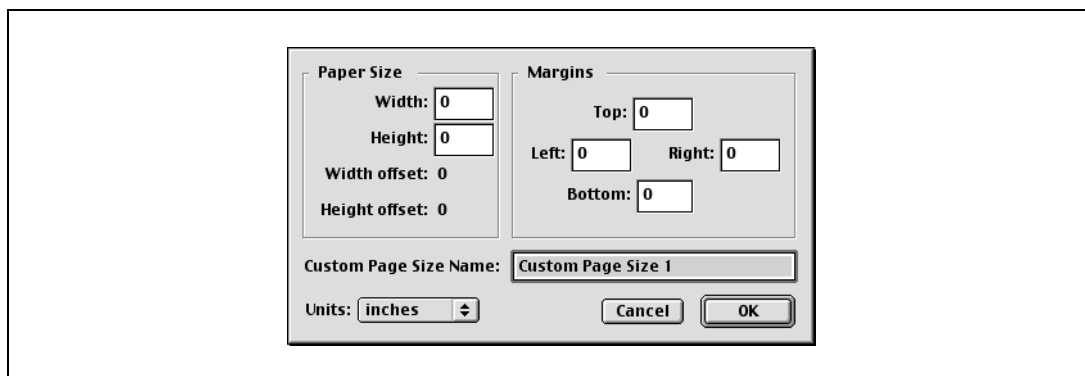 Paper Size
Width: 0
Height: 0
Width offset: 0
Height offset: 0
Margins
Top: 0
Left: 0 Right: 0
Bottom: 0
Custom Page Size Name: Custom Page Size 1
Units: inches Cancel OK